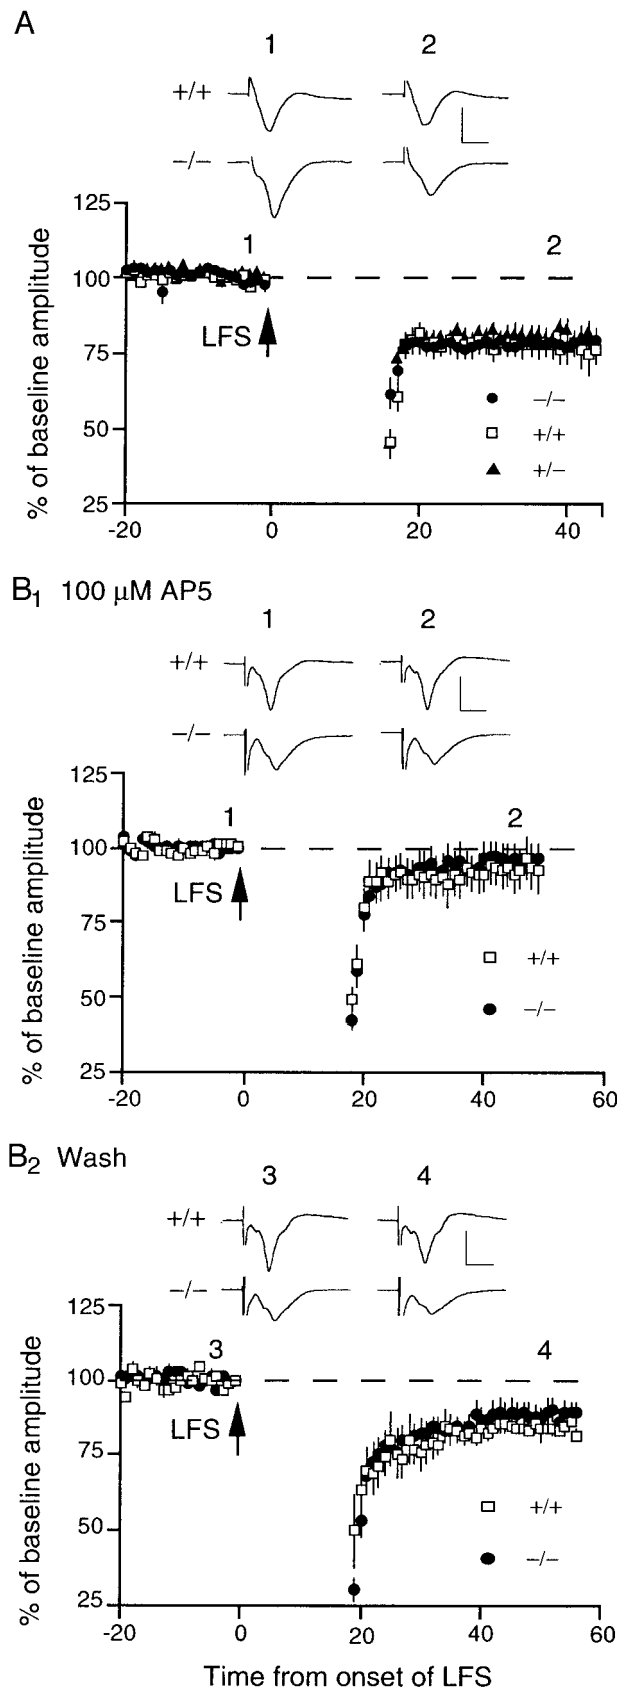 A
1 2
+/+
−/−
125
1 2
100
LFS
75
−/−
50
+/+
+/−
25
-20 0 20 40
% of baseline amplitude
B1 100 μM AP5
1 2
+/+
−/−
125
1 2
100
LFS
75
+/+
50
−/−
25
-20 0 20 40 60
% of baseline amplitude
B2 Wash
3 4
+/+
−/−
125
3 4
100
LFS
75
+/+
50
−/−
25
-20 0 20 40 60
% of baseline amplitude
Time from onset of LFS